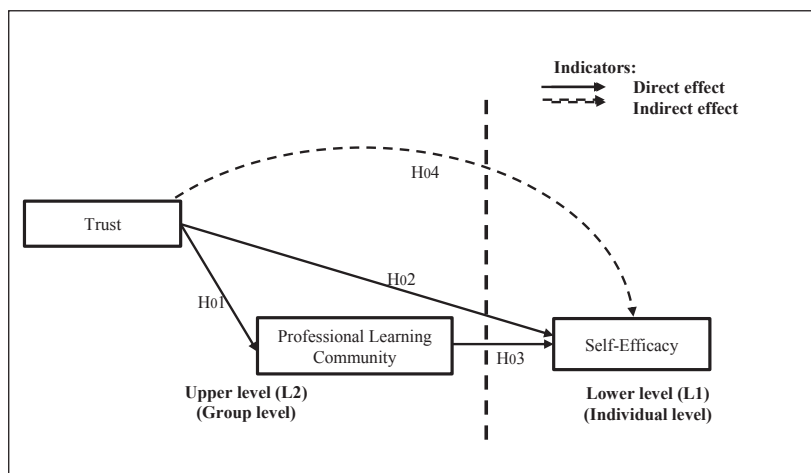 Indicators:
Direct effect
Indirect effect
H04
Trust
H02
H01
Professional Learning
Community
H03
Self-Efficacy
Upper level (L2)
(Group level)
Lower level (L1)
(Individual level)